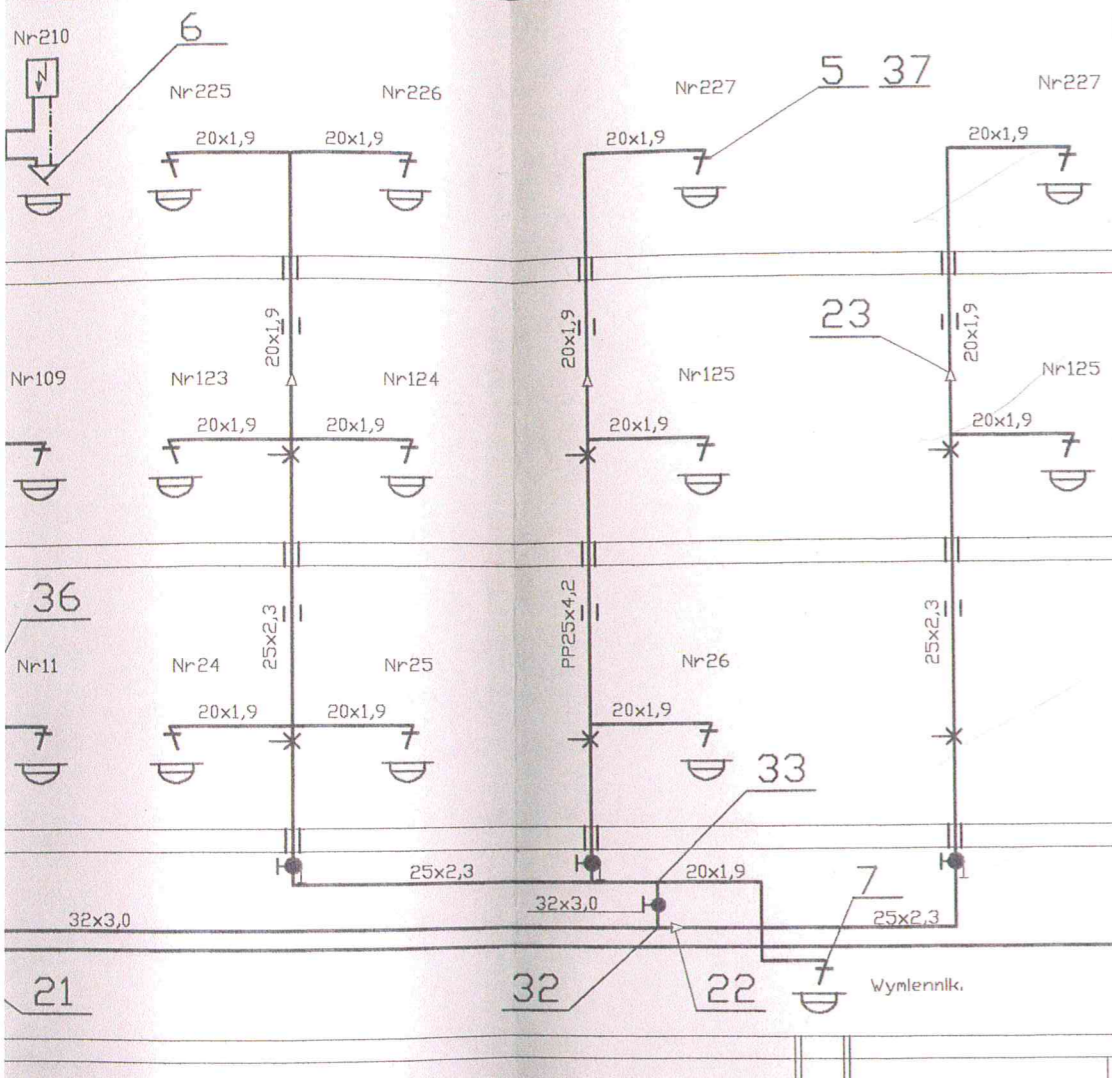 Nr210
6
5 37
Nr225
Nr226
Nr227
Nr227
20x1,9
20x1,9
20x1,9
20x1,9
20x1,9
20x1,9
23
20x1,9
Nr109
Nr123
Nr124
Nr125
Nr125
20x1,9
20x1,9
20x1,9
20x1,9
36
25x2,3
PP25x4,2
25x2,3
Nr11
Nr24
Nr25
Nr26
20x1,9
20x1,9
20x1,9
33
25x2,3
20x1,9
7
32x3,0
32x3,0
25x2,3
21
32
22
Wymiennik.